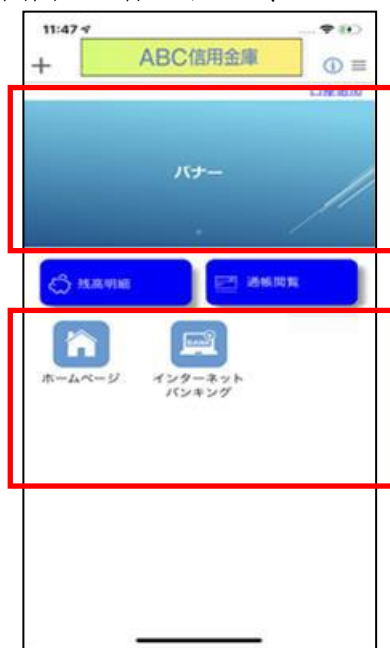 11:47
ABC信用金庫
口座追加
バナー
残高明細
通帳閲覧
ホームページ
インターネット
バンキング
BANK